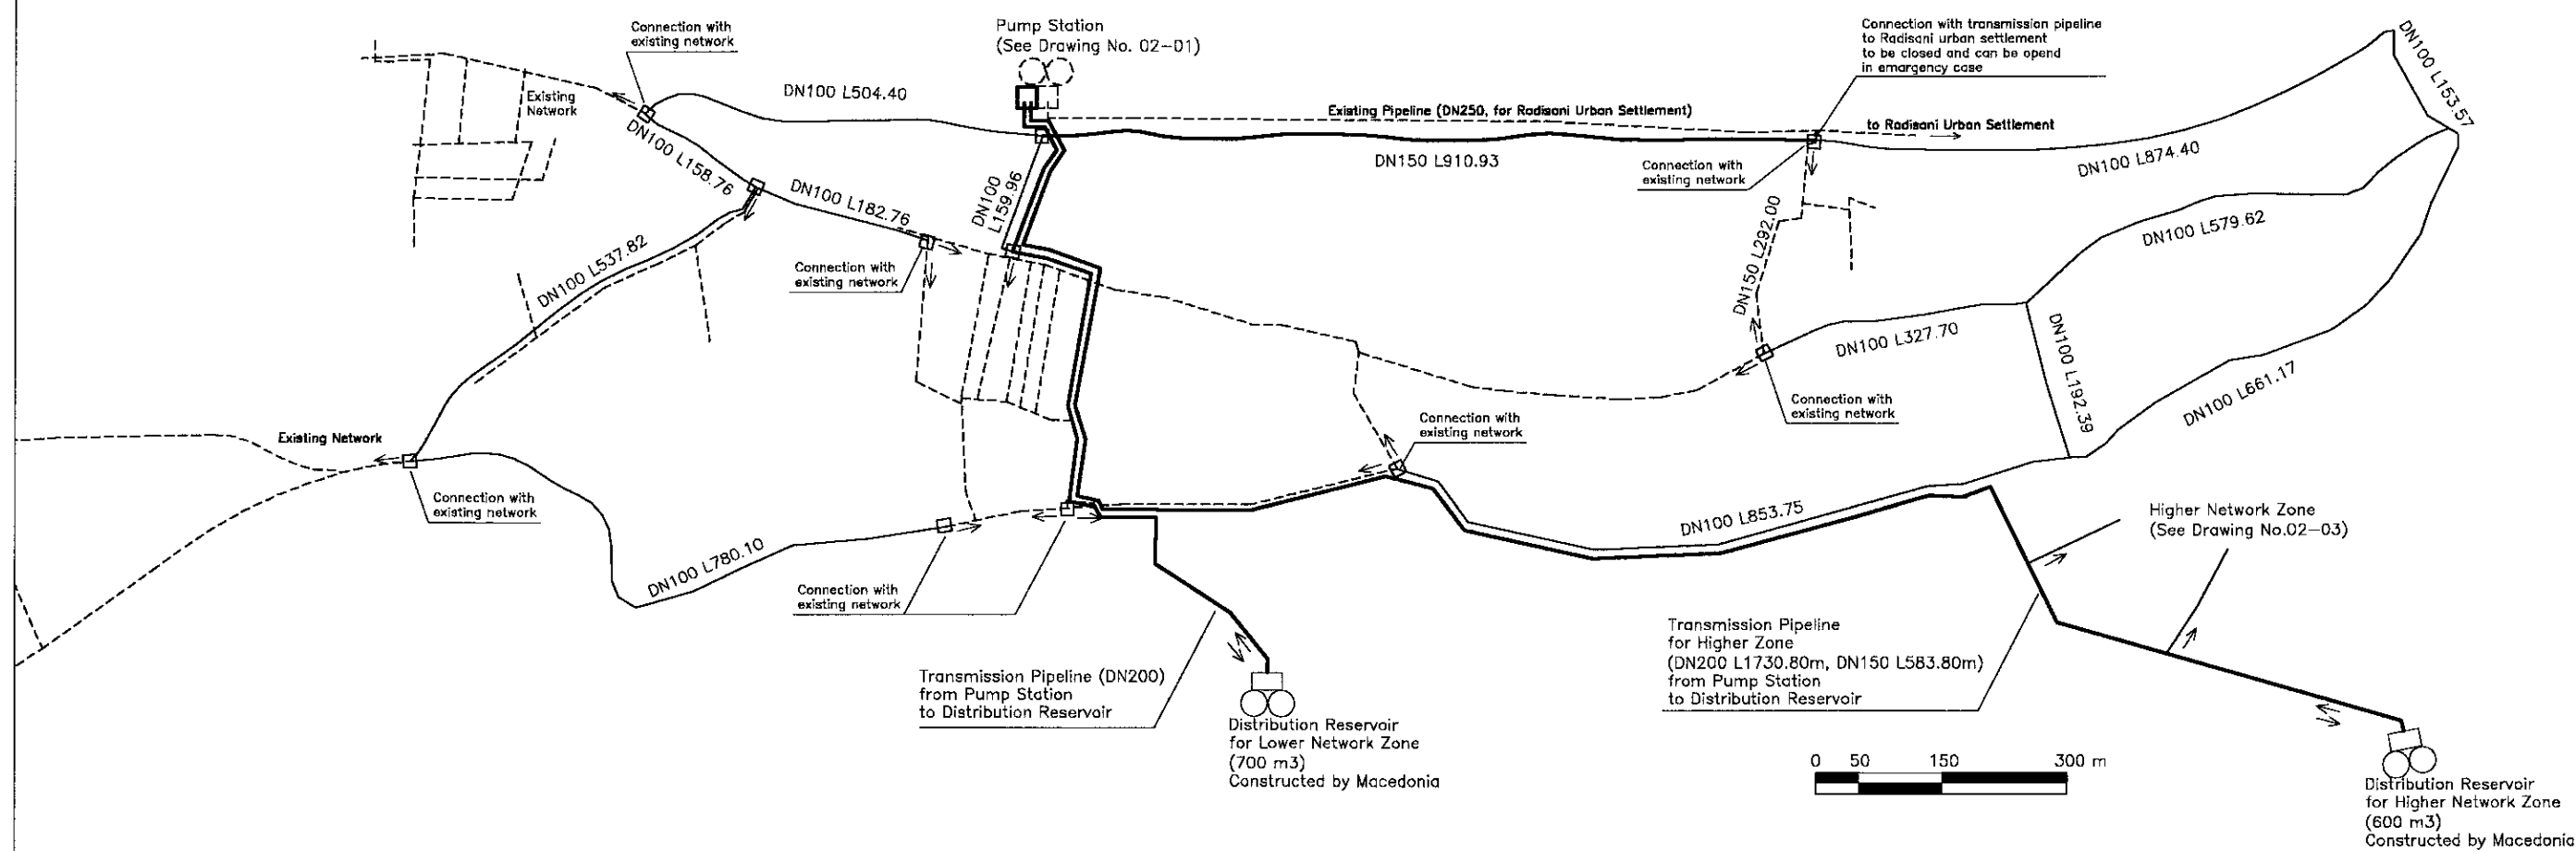 Connection with
existing network
Pump Station
(See Drawing No. 02-01)
Connection with transmission pipeline
to Radisani urban settlement
to be closed and can be opend
in emargency case
DN100 L153.57
Existing
Network
DN100 L504.40
Existing Pipeline (DN250, for Radisani Urban Settlement)
to Radisani Urban Settlement
DN100 L158.76
DN150 L910.93
Connection with
existing network
DN100 L874.40
DN100 L182.76
DN100
L159.96
DN150 L292.00
DN100 L579.62
DN100 L537.82
Connection with
existing network
DN100 L327.70
DN100 L192.39
DN100 L661.17
Connection with
existing network
Connection with
existing network
Existing Network
Connection with
existing network
DN100 L853.75
Higher Network Zone
(See Drawing No.02-03)
DN100 L780.10
Connection with
existing network
Transmission Pipeline (DN200)
from Pump Station
to Distribution Reservoir
Transmission Pipeline
for Higher Zone
(DN200 L1730.80m, DN150 L583.80m)
from Pump Station
to Distribution Reservoir
Distribution Reservoir
for Lower Network Zone
(700 m3)
Constructed by Macedonia
0 50 150 300 m
Distribution Reservoir
for Higher Network Zone
(600 m3)
Constructed by Macedonia